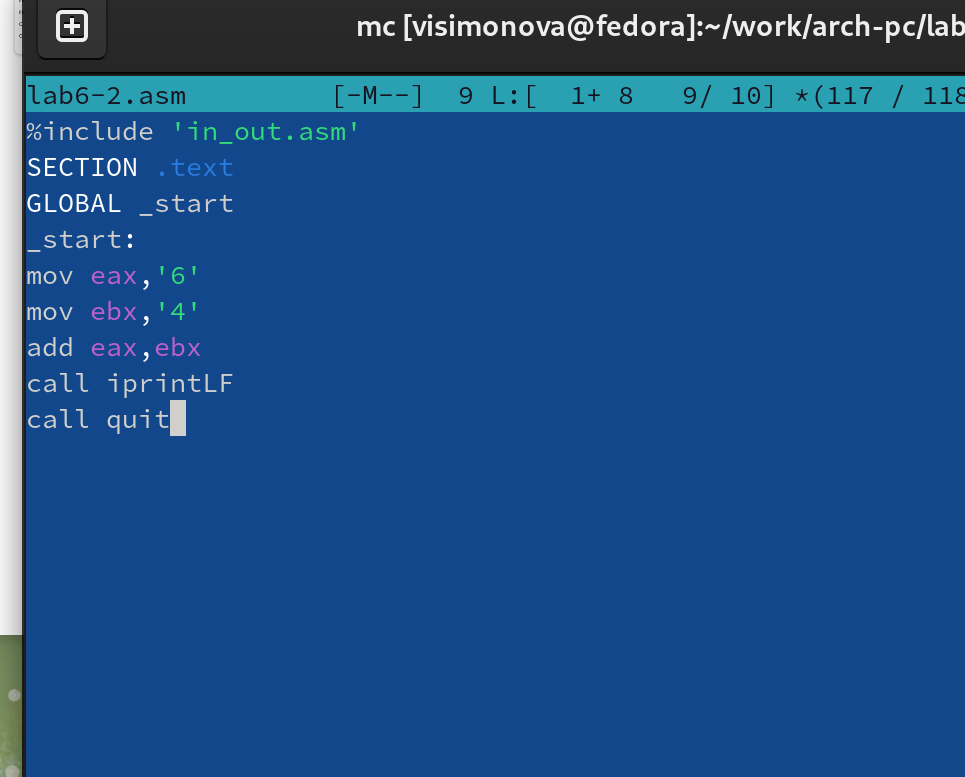 mc [visimonova@fedora]:~/work/arch-pc/lab
lab6-2.asm [-M--] 9 L:[ 1+ 8 9/ 10] *(117 / 118
%include 'in_out.asm'
SECTION .text
GLOBAL _start
_start:
mov eax,'6'
mov ebx,'4'
add eax,ebx
call iprintLF
call quit